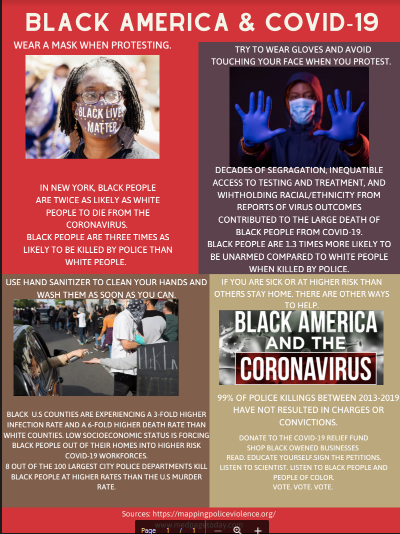 BLACK AMERICA & COVID-19
WEAR A MASK WHEN PROTESTING.
BLACK LIVES
MATTER
IN NEW YORK, BLACK PEOPLE
ARE TWICE AS LIKELY AS WHITE
PEOPLE TO DIE FROM THE
CORONAVIRUS.
BLACK PEOPLE ARE THREE TIMES AS
LIKELY TO BE KILLED BY POLICE THAN
WHITE PEOPLE.
TRY TO WEAR GLOVES AND AVOID
TOUCHING YOUR FACE WHEN YOU PROTEST.
DECADES OF SEGRAGATION, INEQUATIBLE
ACCESS TO TESTING AND TREATMENT, AND
WIHTHOLDING RACIAL/ETHNICITY FROM
REPORTS OF VIRUS OUTCOMES
CONTRIBUTED TO THE LARGE DEATH OF
BLACK PEOPLE FROM COVID-19.
BLACK PEOPLE ARE 1.3 TIMES MORE LIKELY TO
BE UNARMED COMPARED TO WHITE PEOPLE
WHEN KILLED BY POLICE.
USE HAND SANITIZER TO CLEAN YOUR HANDS AND
WASH THEM AS SOON AS YOU CAN.
BLACK U.S COUNTIES ARE EXPERIENCING A 3-FOLD HIGHER
INFECTION RATE AND A 6-FOLD HIGHER DEATH RATE THAN
WHITE COUNTIES. LOW SOCIOECONOMIC STATUS IS FORCING
BLACK PEOPLE OUT OF THEIR HOMES INTO HIGHER RISK
COVID-19 WORKFORCES.
8 OUT OF THE 100 LARGEST CITY POLICE DEPARTMENTS KILL
BLACK PEOPLE AT HIGHER RATES THAN THE U.S MURDER
RATE.
IF YOU ARE SICK OR AT HIGHER RISK THAN
OTHERS STAY HOME. THERE ARE OTHER WAYS
TO HELP.
BLACK AMERICA
AND THE
CORONAVIRUS
99% OF POLICE KILLINGS BETWEEN 2013-2019
HAVE NOT RESULTED IN CHARGES OR
CONVICTIONS.
DONATE TO THE COVID-19 RELIEF FUND
SHOP BLACK OWENED BUSINESSES
READ. EDUCATE YOURSELF.SIGN THE PETITIONS.
LISTEN TO SCIENTIST. LISTEN TO BLACK PEOPLE AND
PEOPLE OF COLOR.
VOTE. VOTE. VOTE.
Sources: https://mappingpoliceviolence.org/
Page 1 / 1